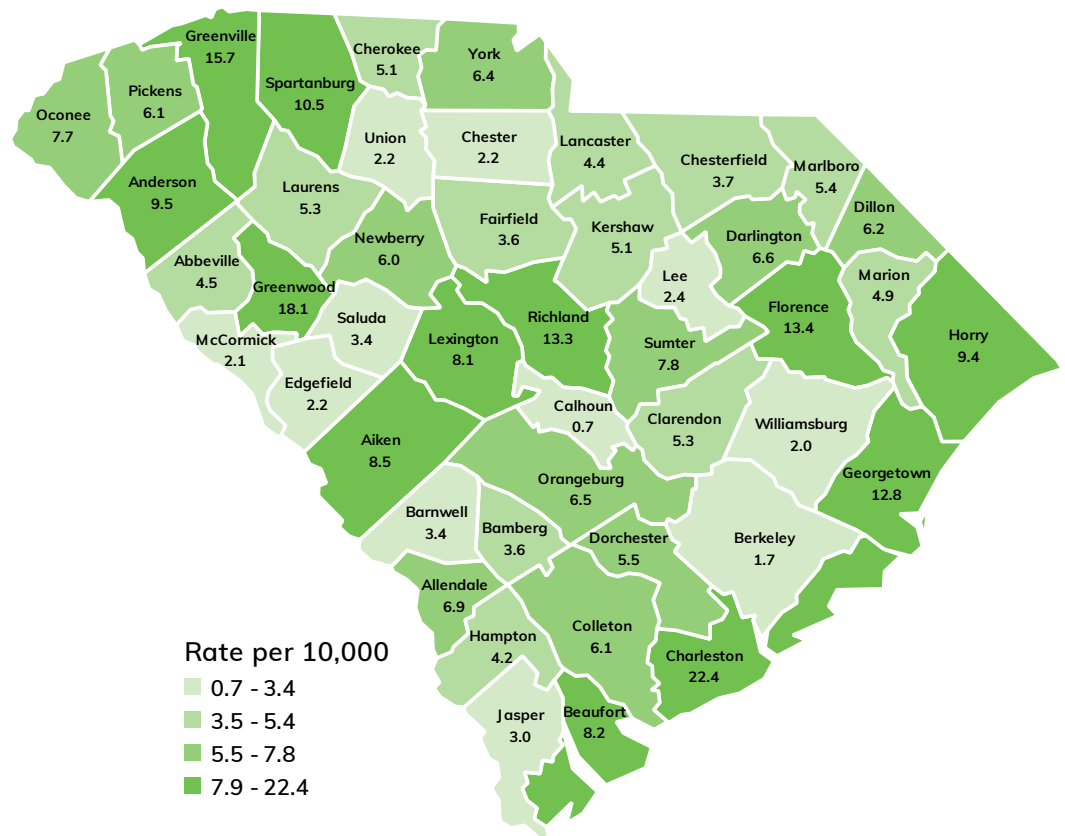 Greenville
15.7
Cherokee
5.1
York
6.4
Spartanburg
10.5
Pickens
6.1
Oconee
7.7
Union
2.2
Chester
2.2
Lancaster
4.4
Chesterfield
3.7
Marlboro
5.4
Anderson
9.5
Laurens
5.3
Dillon
6.2
Fairfield
3.6
Kershaw
5.1
Newberry
6.0
Darlington
6.6
Abbeville
4.5
Lee
2.4
Marion
4.9
Greenwood
18.1
Florence
13.4
Saluda
3.4
Richland
13.3
McCormick
2.1
Lexington
8.1
Sumter
7.8
Horry
9.4
Edgefield
2.2
Calhoun
0.7
Clarendon
5.3
Williamsburg
2.0
Aiken
8.5
Orangeburg
6.5
Georgetown
12.8
Barnwell
3.4
Bamberg
3.6
Dorchester
5.5
Berkeley
1.7
Allendale
6.9
Colleton
6.1
Hampton
4.2
Charleston
22.4
Jasper
3.0
Beaufort
8.2
Rate per 10,000
0.7 - 3.4
3.5 - 5.4
5.5 - 7.8
7.9 - 22.4